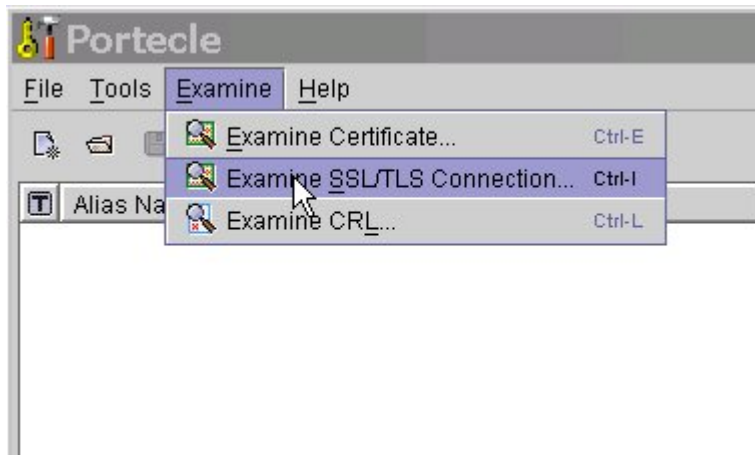 Portecle
File Tools Examine Help
Examine Certificate... Ctrl-E
Examine SSL/TLS Connection... Ctrl-I
T Alias Na
Examine CRL... Ctrl-L